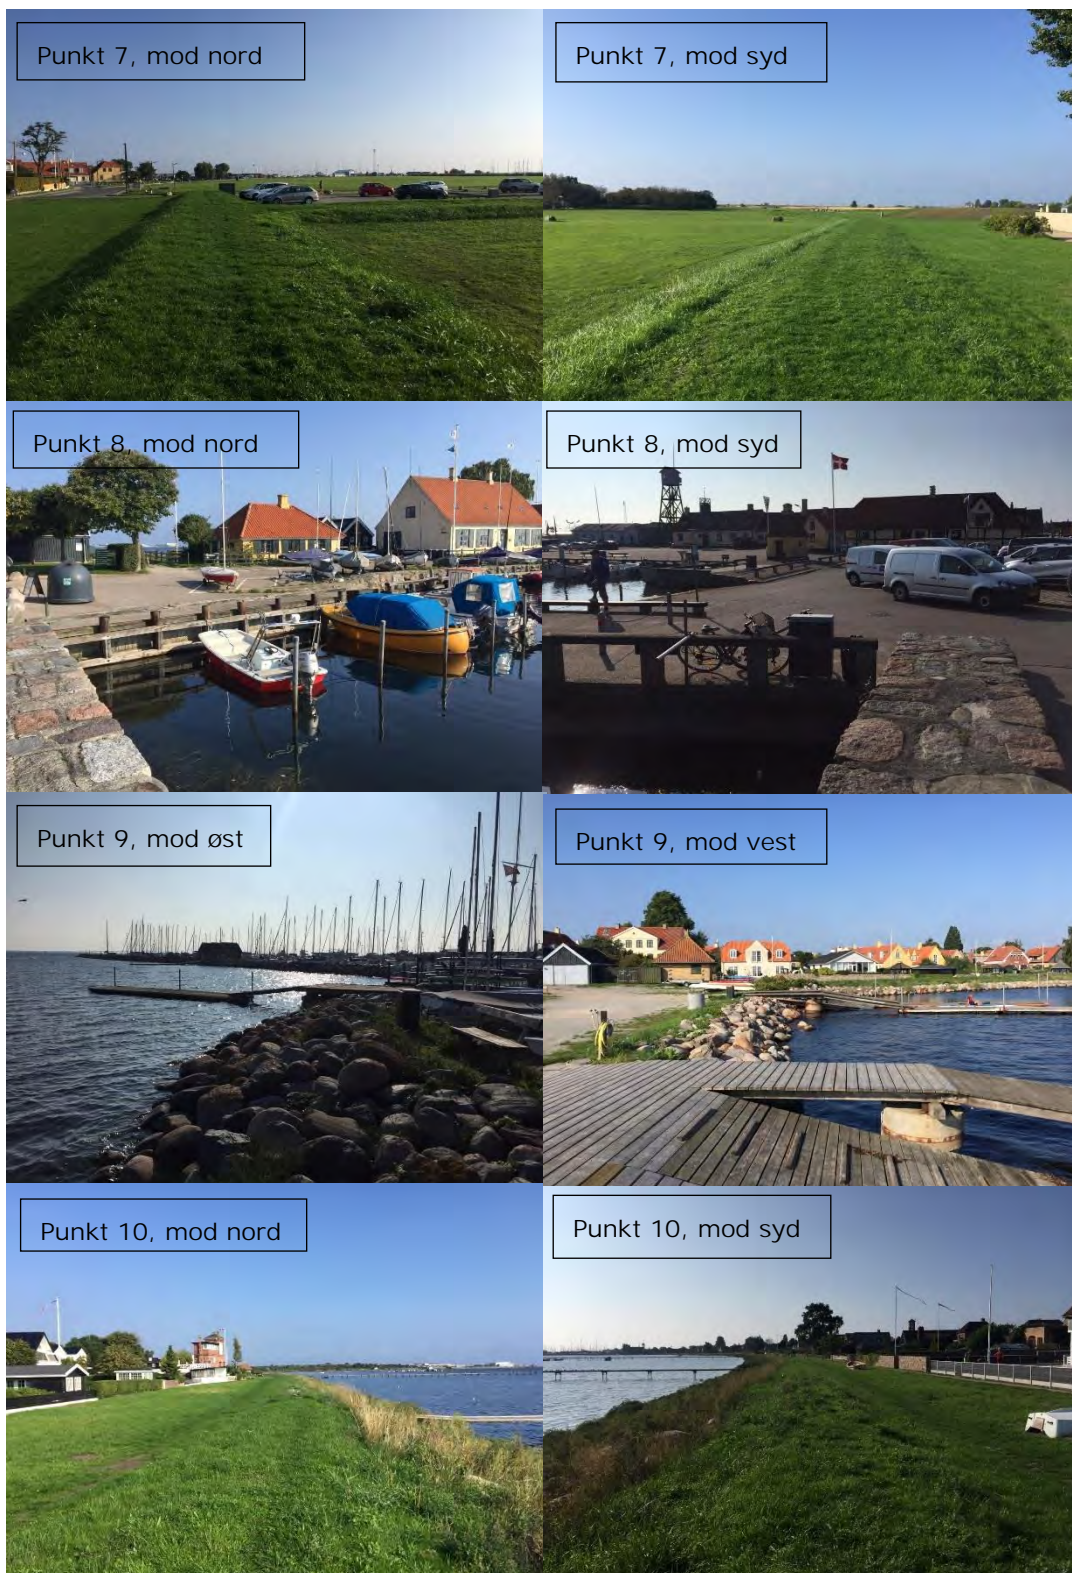 Punkt 7, mod nord
Punkt 7, mod syd
Punkt 8, mod nord
Punkt 8, mod syd
Punkt 9, mod øst
Punkt 9, mod vest
Punkt 10, mod nord
Punkt 10, mod syd